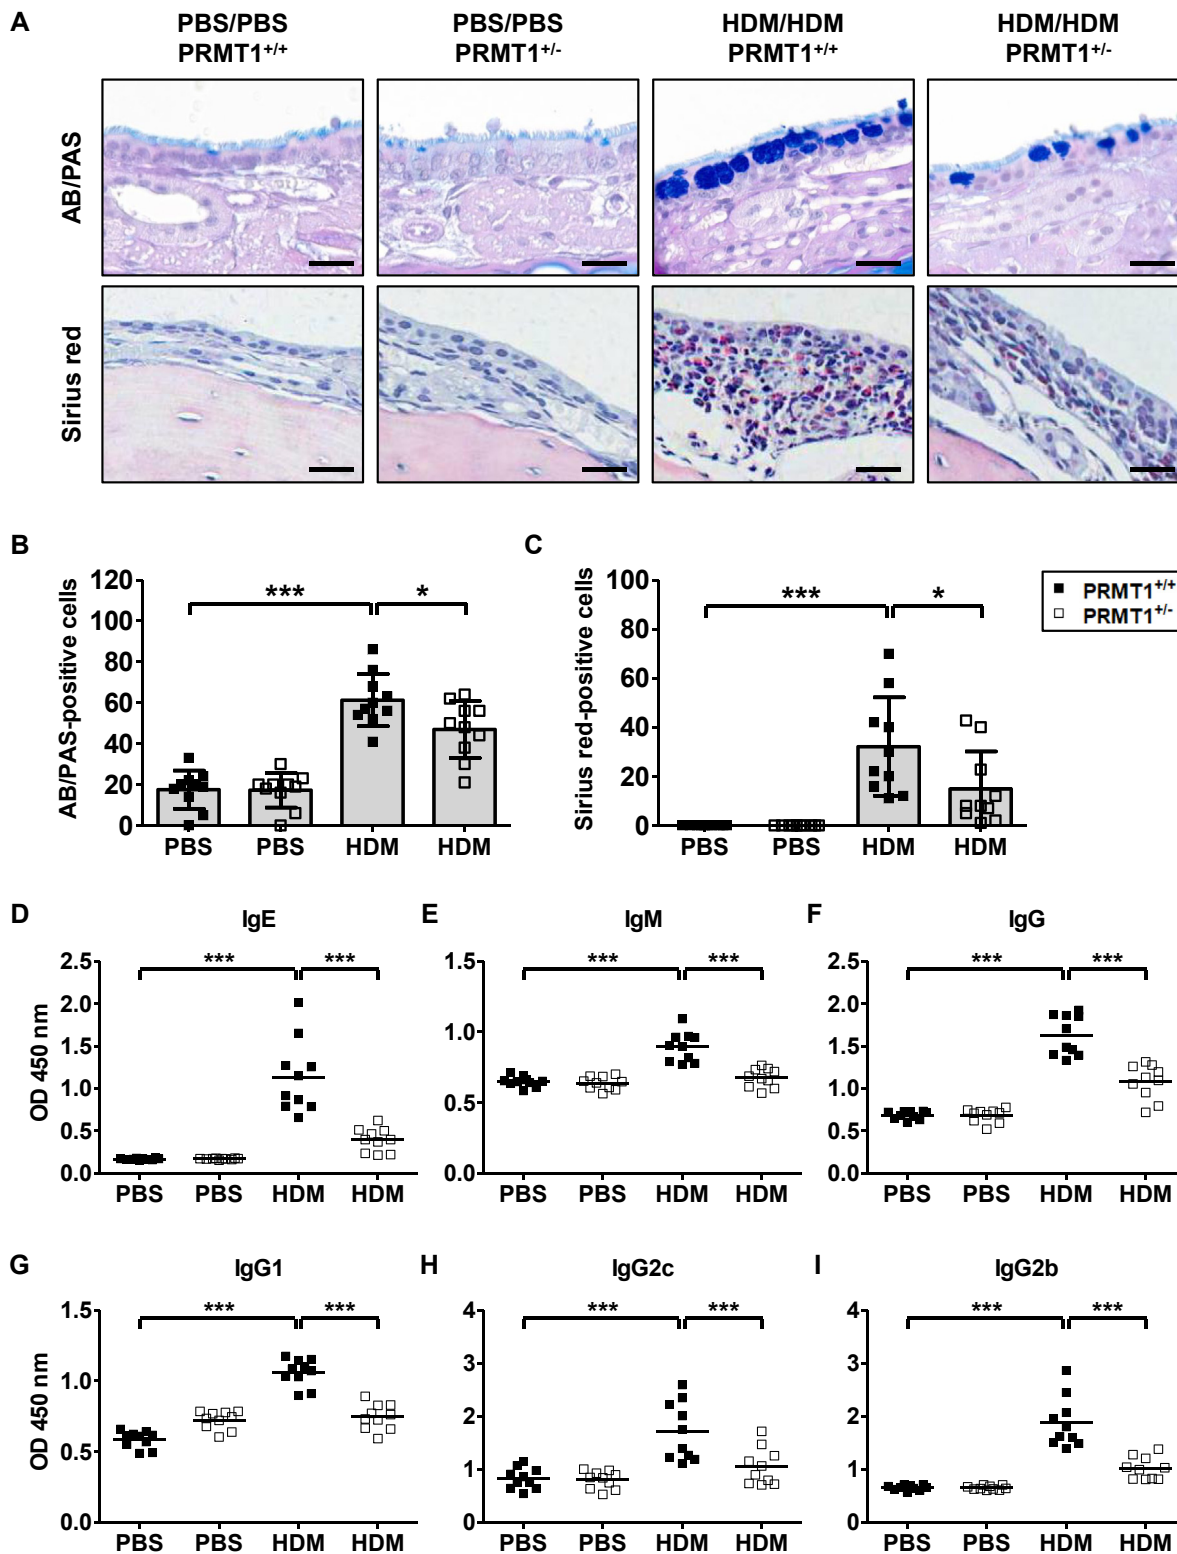 A
PBS/PBS PBS/PBS HDM/HDM HDM/HDM
PRMT1+/+ PRMT1+/- PRMT1+/+ PRMT1+/-
AB/PAS
Sirius red
B
AB/PAS-positive cells
120
100
80
60
40
20
0
*** *
PBS PBS HDM HDM
C
Sirius red-positive cells
100
80
60
40
20
0
*** *
PBS PBS HDM HDM
PRMT1+/+
PRMT1+/-
D
IgE
OD 450 nm
2.5
2.0
1.5
1.0
0.5
0.0
*** ***
PBS PBS HDM HDM
E
IgM
1.5
1.0
0.5
0.0
*** ***
PBS PBS HDM HDM
F
IgG
2.5
2.0
1.5
1.0
0.5
0.0
*** ***
PBS PBS HDM HDM
G
IgG1
OD 450 nm
1.5
1.0
0.5
0.0
*** ***
PBS PBS HDM HDM
H
IgG2c
4
3
2
1
0
*** ***
PBS PBS HDM HDM
I
IgG2b
4
3
2
1
0
*** ***
PBS PBS HDM HDM